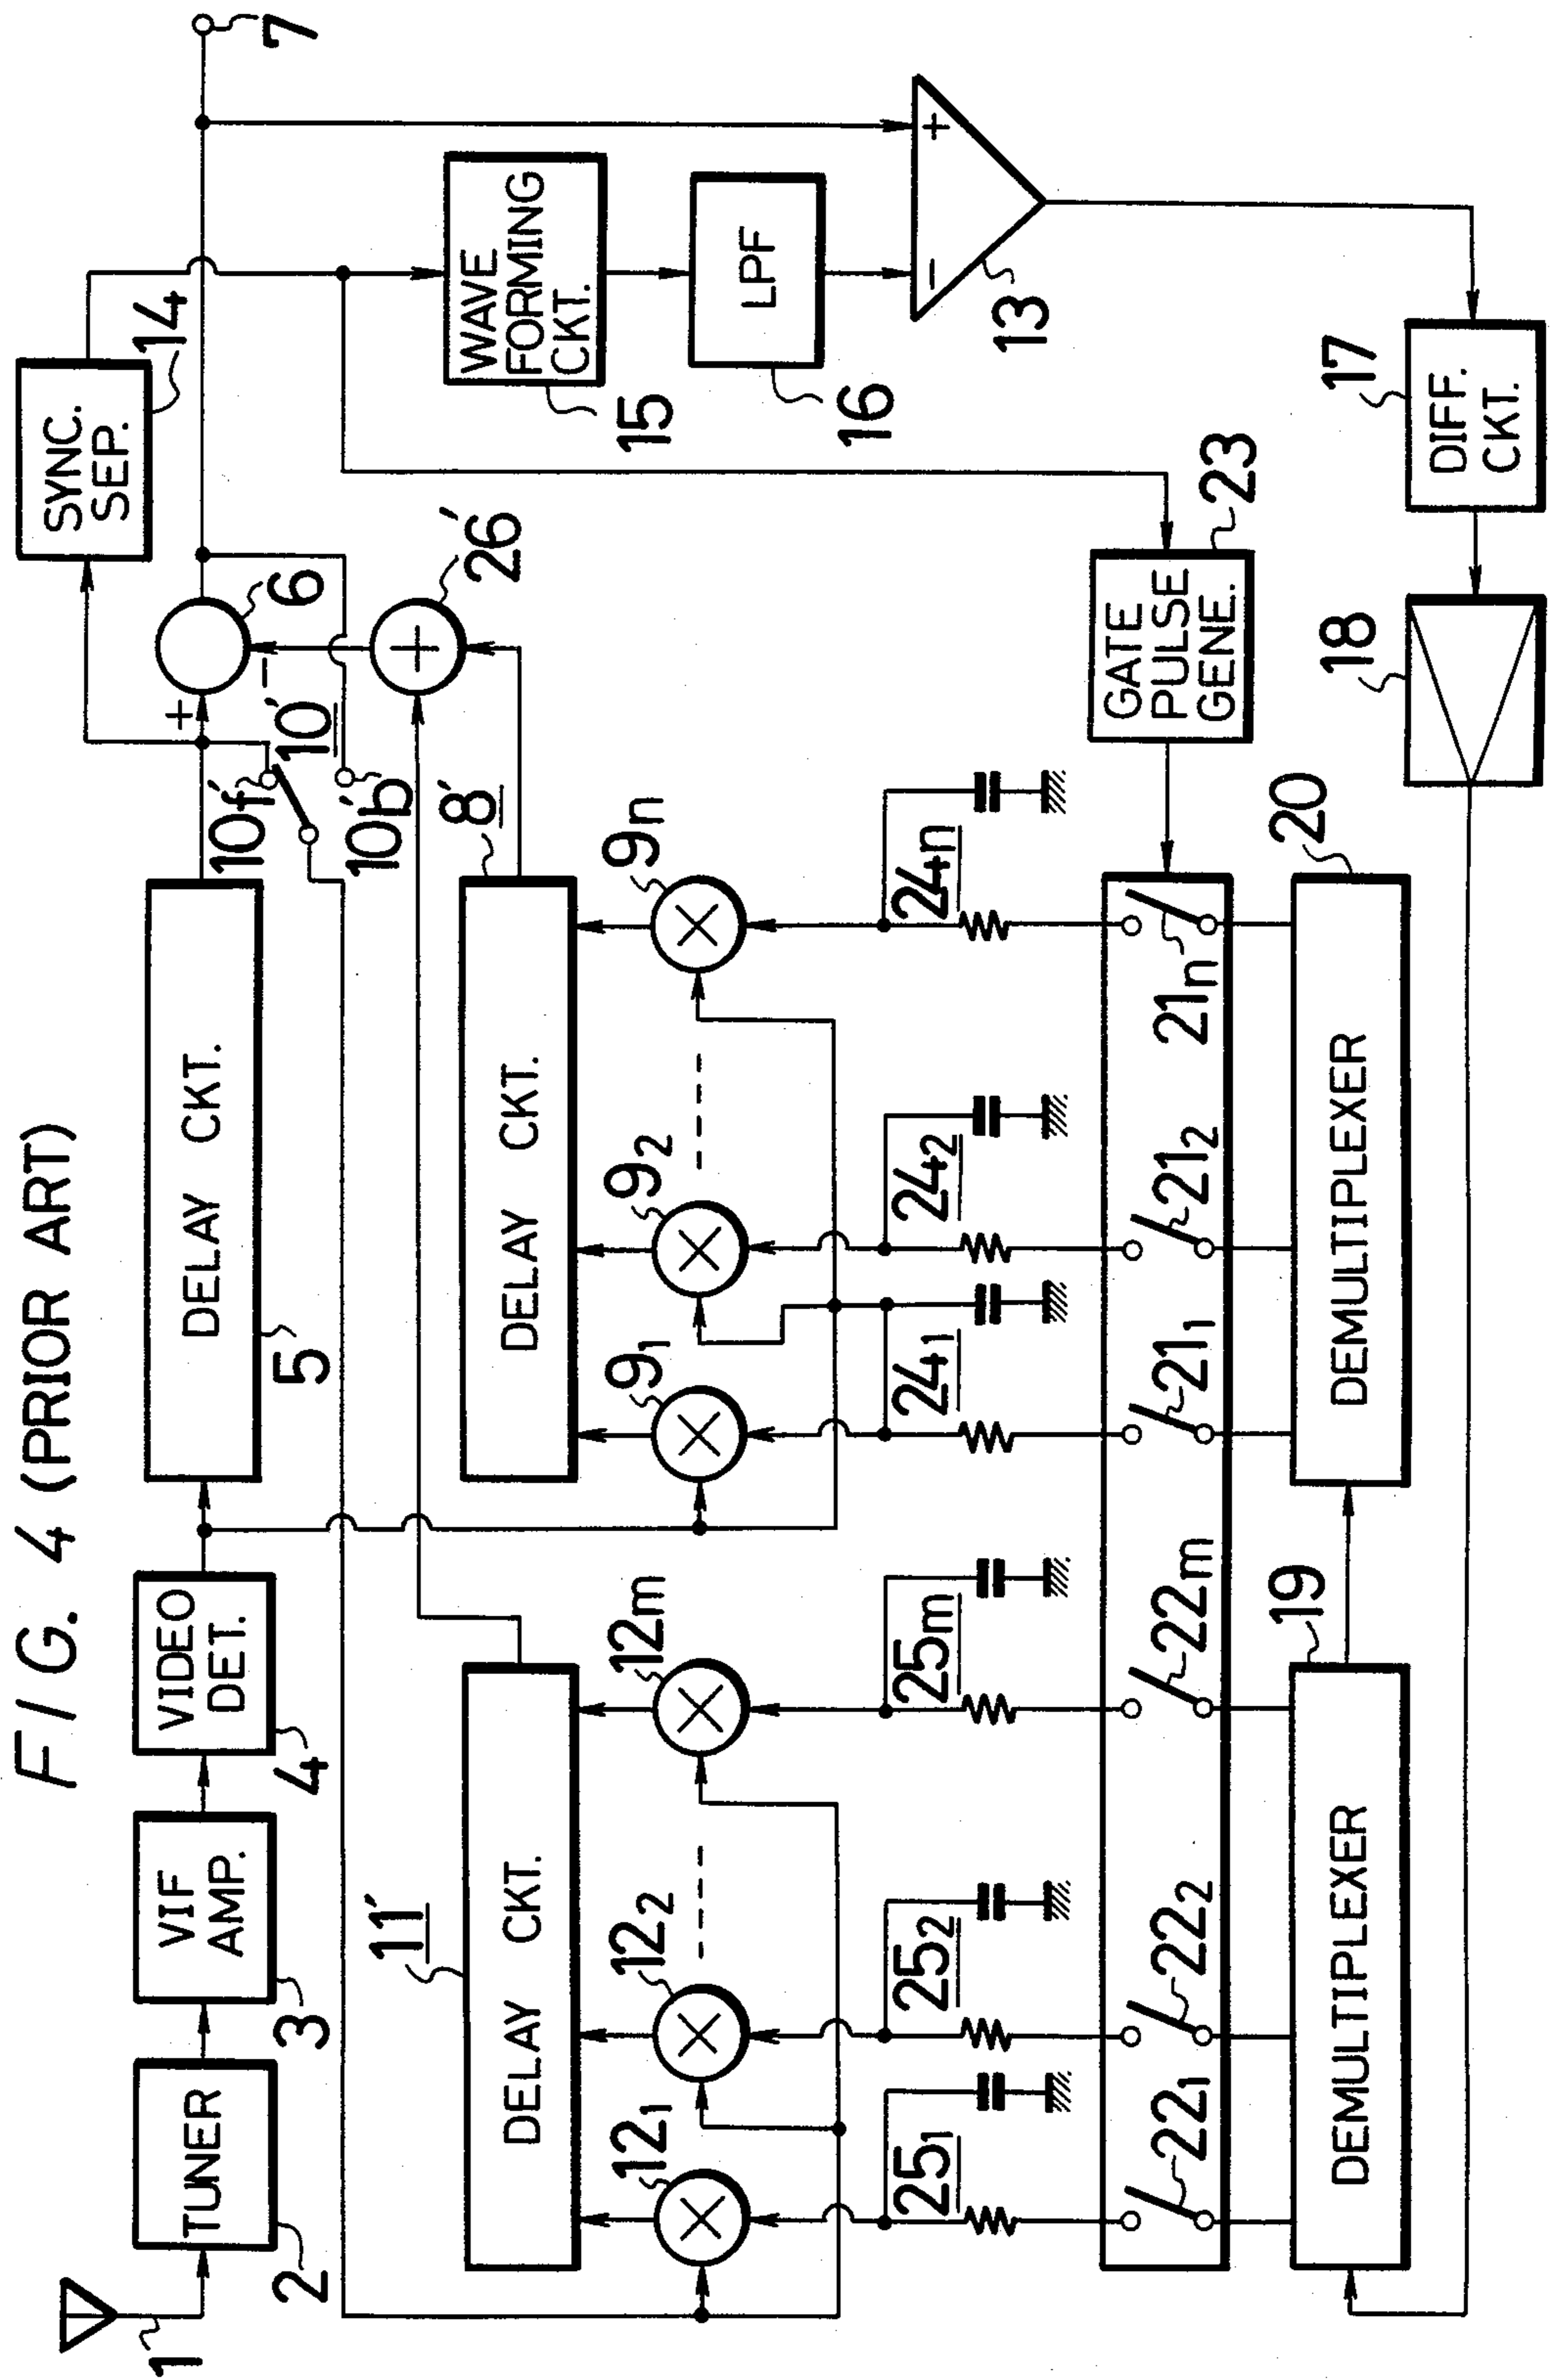 FIG. 4 (PRIOR ART)
1
TUNER
2
VIF
AMP.
3
VIDEO
DET.
4
DELAY CKT.
5
+
−
6
7
SYNC.
SEP.
14
10'
10f'
10b'
26'
+
WAVE
FORMING
CKT.
15
LPF
16
−
+
13
DELAY CKT.
11'
DELAY CKT.
8'
12₁
12₂
12m
9₁
9₂
9n
25₁
25₂
25m
24₁
24₂
24n
GATE
PULSE
GENE.
23
22₁
22₂
22m
21₁
21₂
21n
DIFF.
CKT.
17
18
DEMULTIPLEXER
19
DEMULTIPLEXER
20